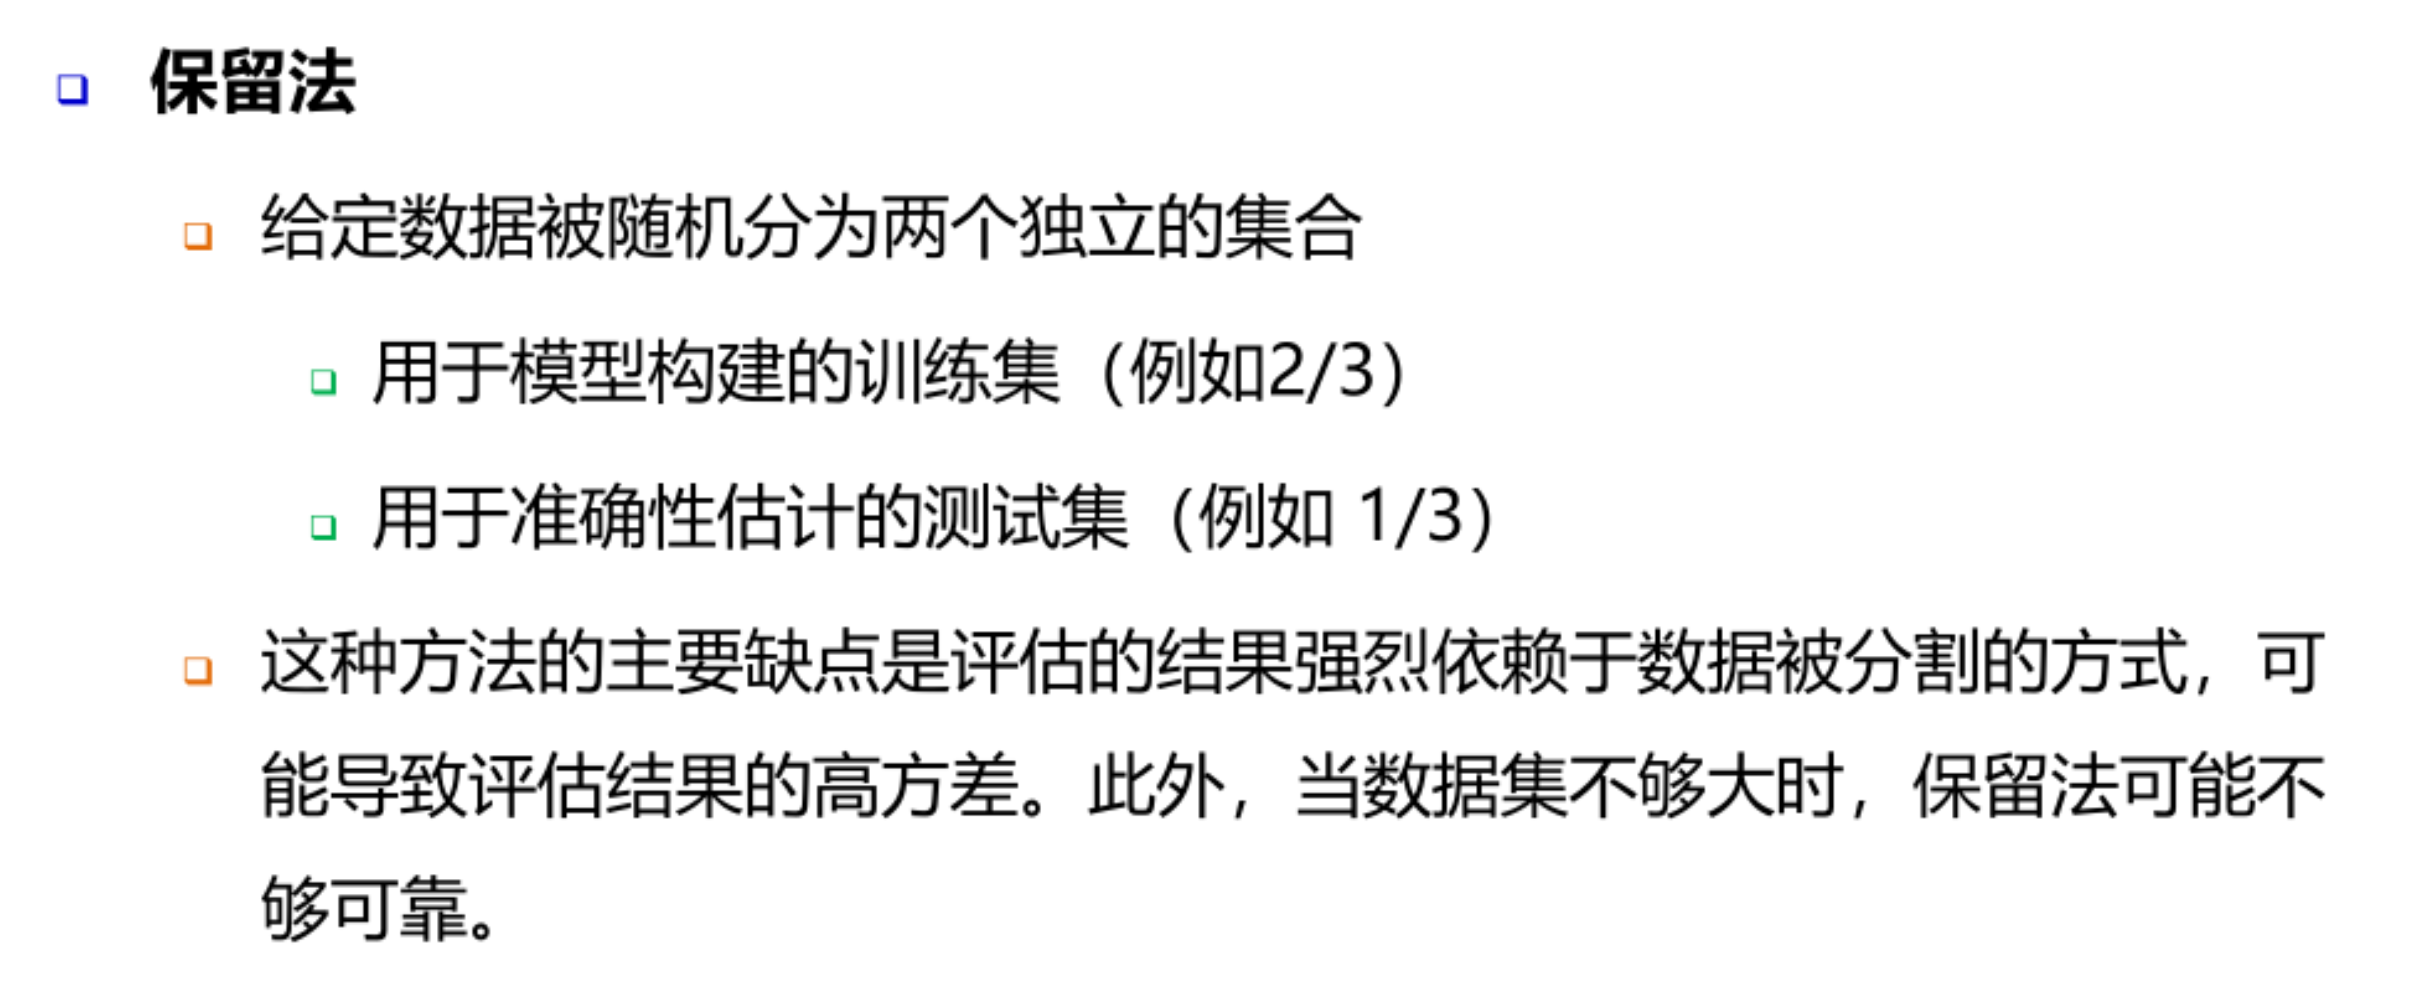 保留法
给定数据被随机分为两个独立的集合
用于模型构建的训练集（例如2/3）
用于准确性估计的测试集（例如 1/3）
这种方法的主要缺点是评估的结果强烈依赖于数据被分割的方式，可
能导致评估结果的高方差。此外，当数据集不够大时，保留法可能不
够可靠。